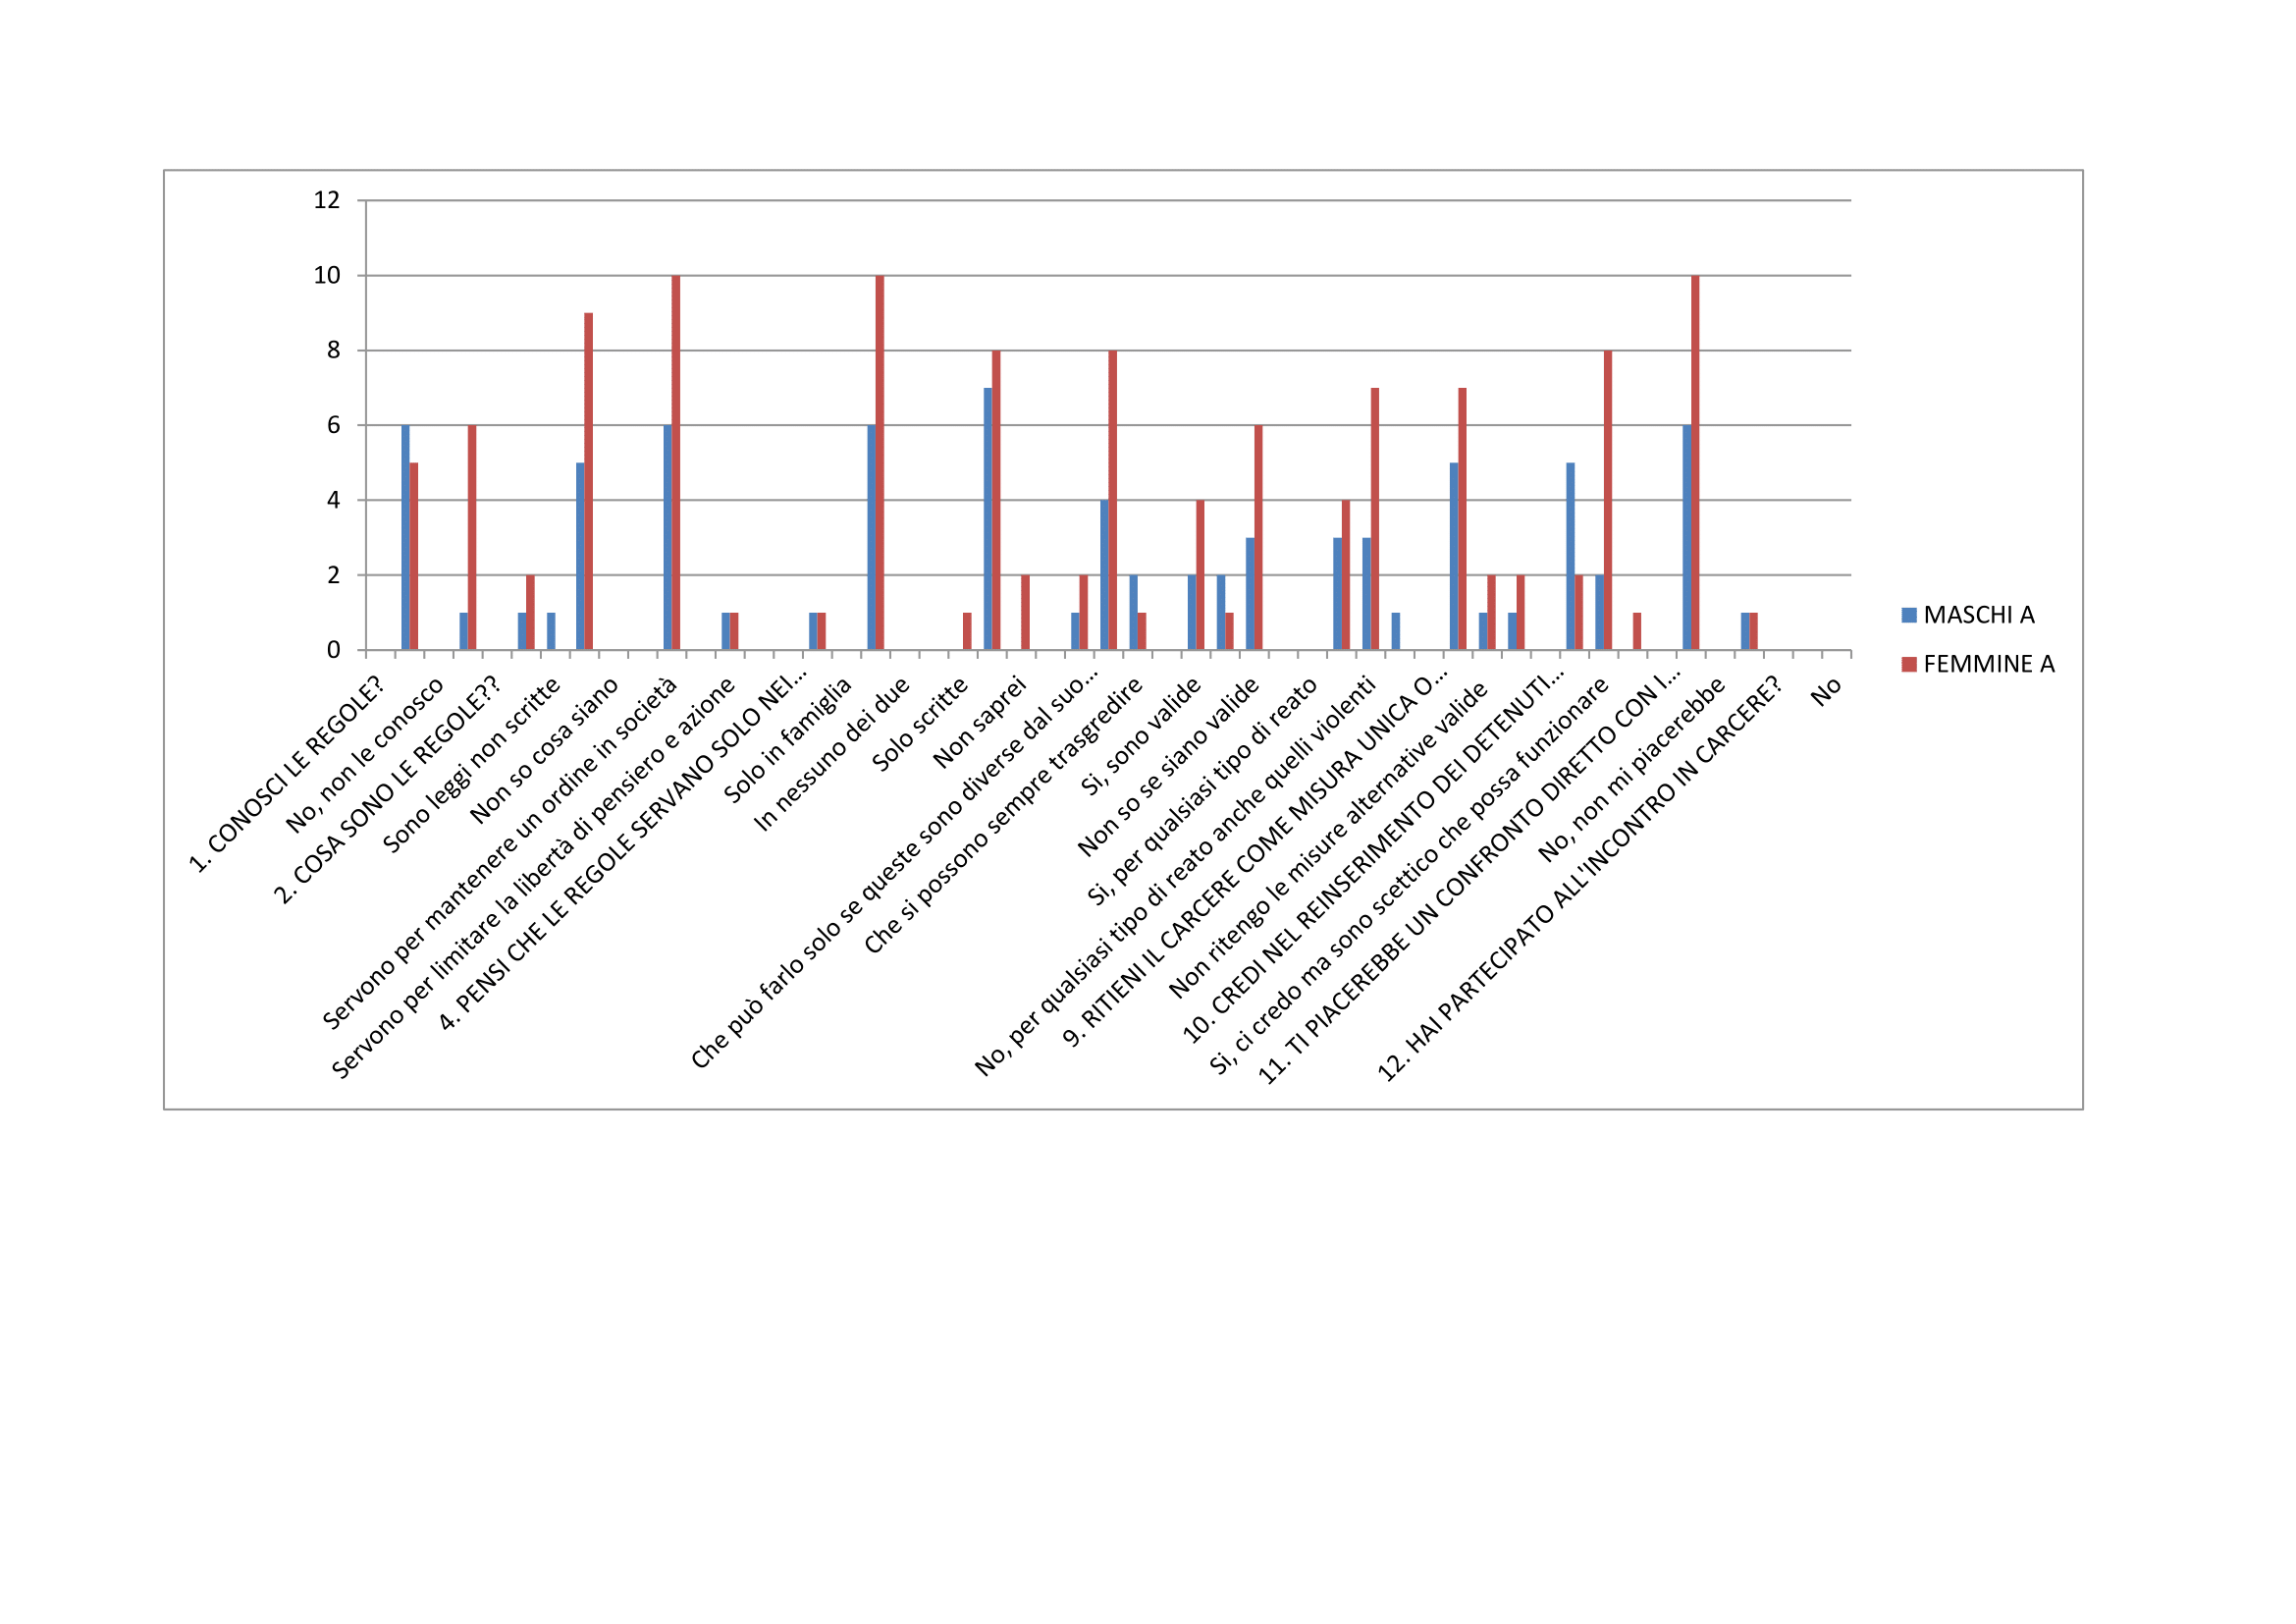 12
10
8
6
4
2
0
1. CONOSCI LE REGOLE?
No, non le conosco
2. COSA SONO LE REGOLE??
Sono leggi non scritte
Non so cosa siano
Servono per mantenere un ordine in società
Servono per limitare la libertà di pensiero e azione
4. PENSI CHE LE REGOLE SERVANO SOLO NEI...
Solo in famiglia
In nessuno dei due
Solo scritte
Non saprei
Che può farlo solo se queste sono diverse dal suo...
Che si possono sempre trasgredire
Si, sono valide
Non so se siano valide
Si, per qualsiasi tipo di reato
No, per qualsiasi tipo di reato anche quelli violenti
9. RITIENI IL CARCERE COME MISURA UNICA O...
Non ritengo le misure alternative valide
10. CREDI NEL REINSERIMENTO DEI DETENUTI...
Si, ci credo ma sono scettico che possa funzionare
11. TI PIACEREBBE UN CONFRONTO DIRETTO CON I...
No, non mi piacerebbe
12. HAI PARTECIPATO ALL'INCONTRO IN CARCERE?
No
MASCHI A
FEMMINE A